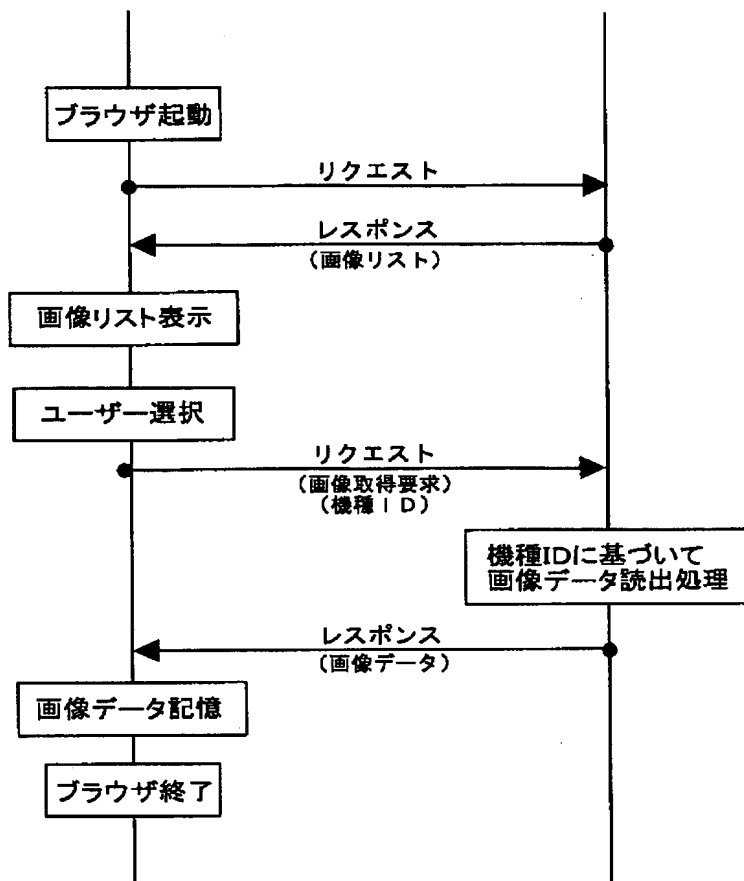 ブラウザ起動
リクエスト
レスポンス
(画像リスト)
画像リスト表示
ユーザー選択
リクエスト
(画像取得要求)
(機種ID)
機種IDに基づいて
画像データ読出処理
レスポンス
(画像データ)
画像データ記憶
ブラウザ終了